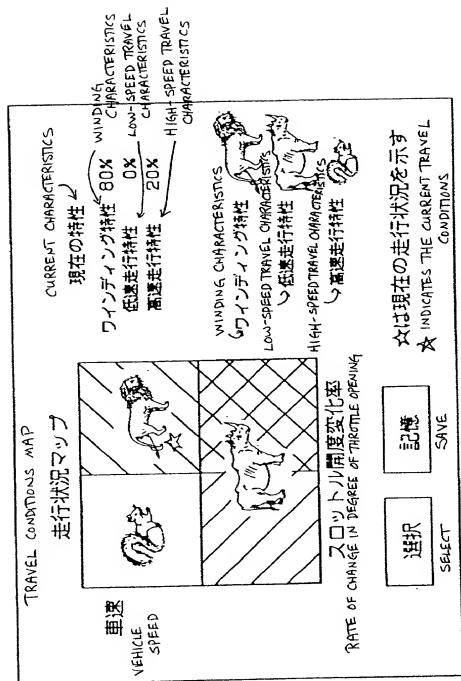 TRAVEL CONDITIONS MAP
走行状況マップ
車速
VEHICLE
SPEED
スロットル開度変化率
RATE OF CHANGE IN DEGREE OF THROTTLE OPENING
選択
SELECT
記憶
SAVE
CURRENT CHARACTERISTICS
現在の特性
ワインディング特性 80%
低速走行特性 0%
高速走行特性 20%
WINDING
CHARACTERISTICS
LOW-SPEED TRAVEL
CHARACTERISTICS
HIGH-SPEED TRAVEL
CHARACTERISTICS
WINDING CHARACTERISTICS
ワインディング特性
LOW-SPEED TRAVEL CHARACTERISTICS
低速走行特性
HIGH-SPEED TRAVEL CHARACTERISTICS
高速走行特性
☆は現在の走行状況を示す
☆ INDICATES THE CURRENT TRAVEL
CONDITIONS